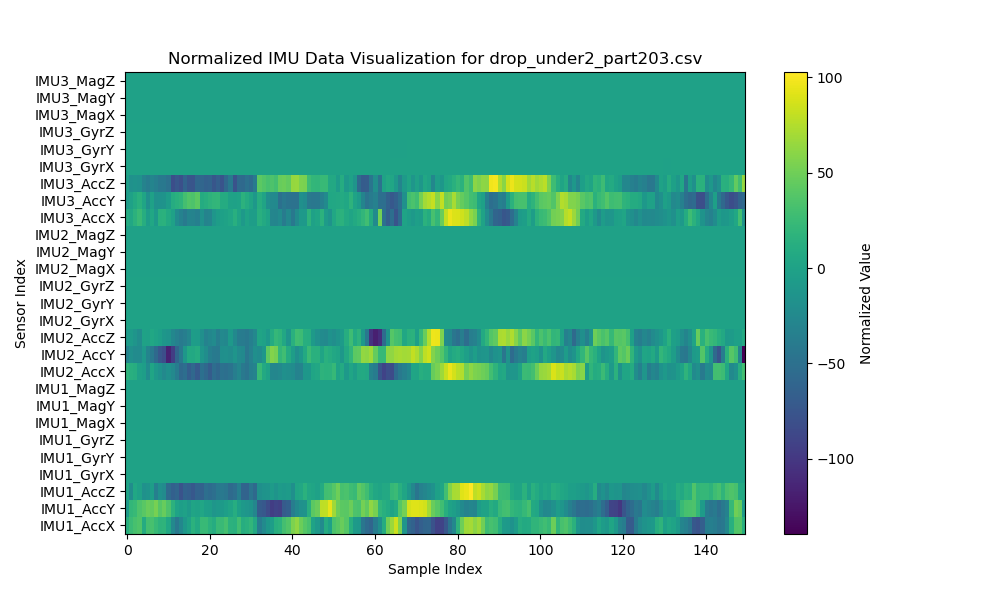 Normalized IMU Data Visualization for drop_under2_part203.csv
IMU3_MagZ
IMU3_MagY
IMU3_MagX
IMU3_GyrZ
IMU3_GyrY
IMU3_GyrX
IMU3_AccZ
IMU3_AccY
IMU3_AccX
IMU2_MagZ
IMU2_MagY
IMU2_MagX
IMU2_GyrZ
IMU2_GyrY
IMU2_GyrX
IMU2_AccZ
IMU2_AccY
IMU2_AccX
IMU1_MagZ
IMU1_MagY
IMU1_MagX
IMU1_GyrZ
IMU1_GyrY
IMU1_GyrX
IMU1_AccZ
IMU1_AccY
IMU1_AccX
Sensor Index
0 20 40 60 80 100 120 140
Sample Index
100
50
0
−50
−100
Normalized Value